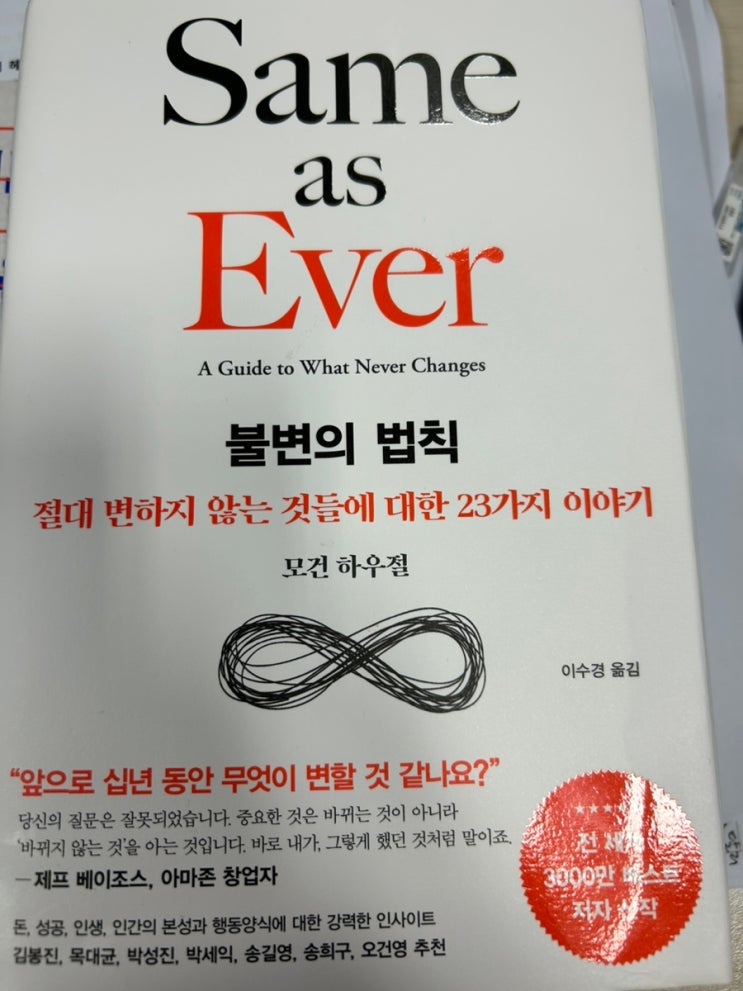 Same
as
Ever
A Guide to What Never Changes
불변의 법칙
절대 변하지 않는 것들에 대한 23가지 이야기
모건 하우절
이수경 옮김
“앞으로 십년 동안 무엇이 변할 것 같나요?”
당신의 질문은 잘못되었습니다. 중요한 것은 바뀌는 것이 아니라
‘바뀌지 않는 것’을 아는 것입니다. 바로 내가, 그렇게 했던 것처럼 말이죠.
—제프 베이조스, 아마존 창업자
돈, 성공, 인생, 인간의 본성과 행동양식에 대한 강력한 인사이트
김봉진, 목대균, 박성진, 박세익, 송길영, 송희구, 오건영 추천
전 세
3000만 베스트
저자